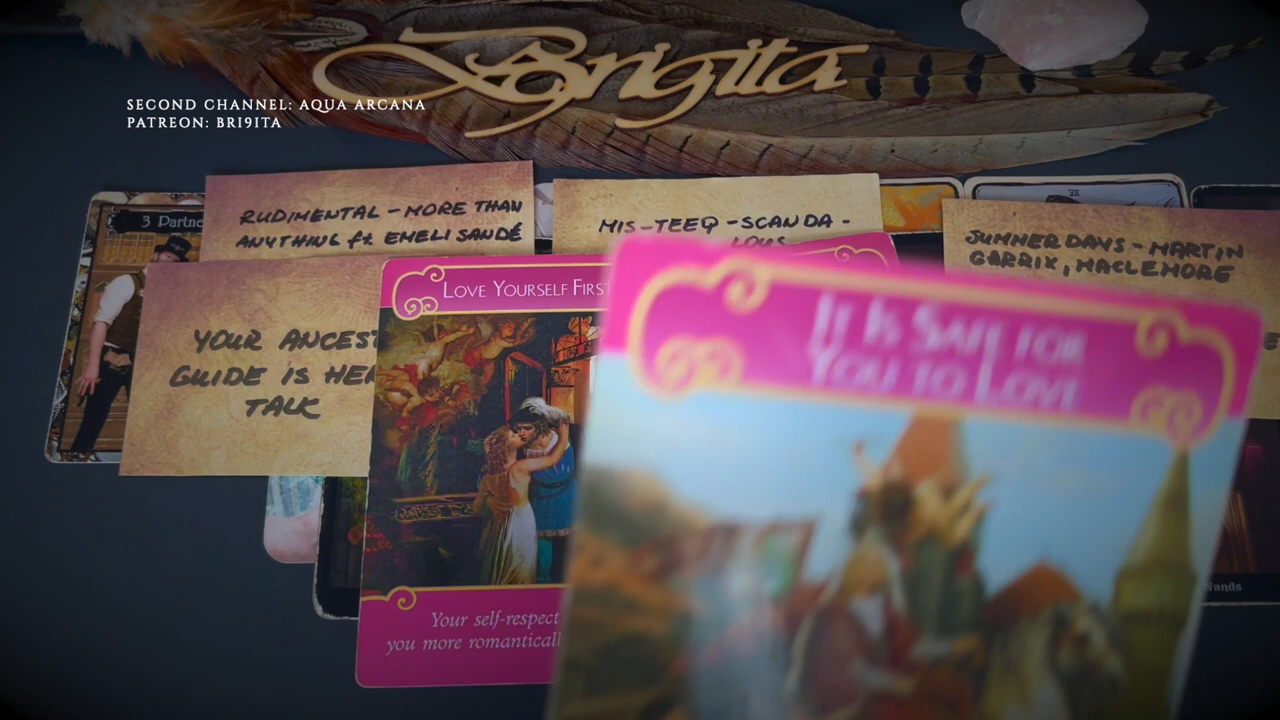 Brigita
SECOND CHANNEL: AQUA ARCANA
PATREON: BRI9ITA
3 Partne
RUDIMENTAL - MORE THAN
ANYTHING ft. EMELI SANDÉ
MIS-TEEQ - SCANDA-
LOUS
SUMMER DAYS - MARTIN
GARRIX, MACKLEMORE
YOUR ANCEST
GUIDE IS HER
TALK
LOVE YOURSELF FIRST
IT IS SAFE FOR
YOU TO LOVE
Your self-respect
you more romanticall
Wands